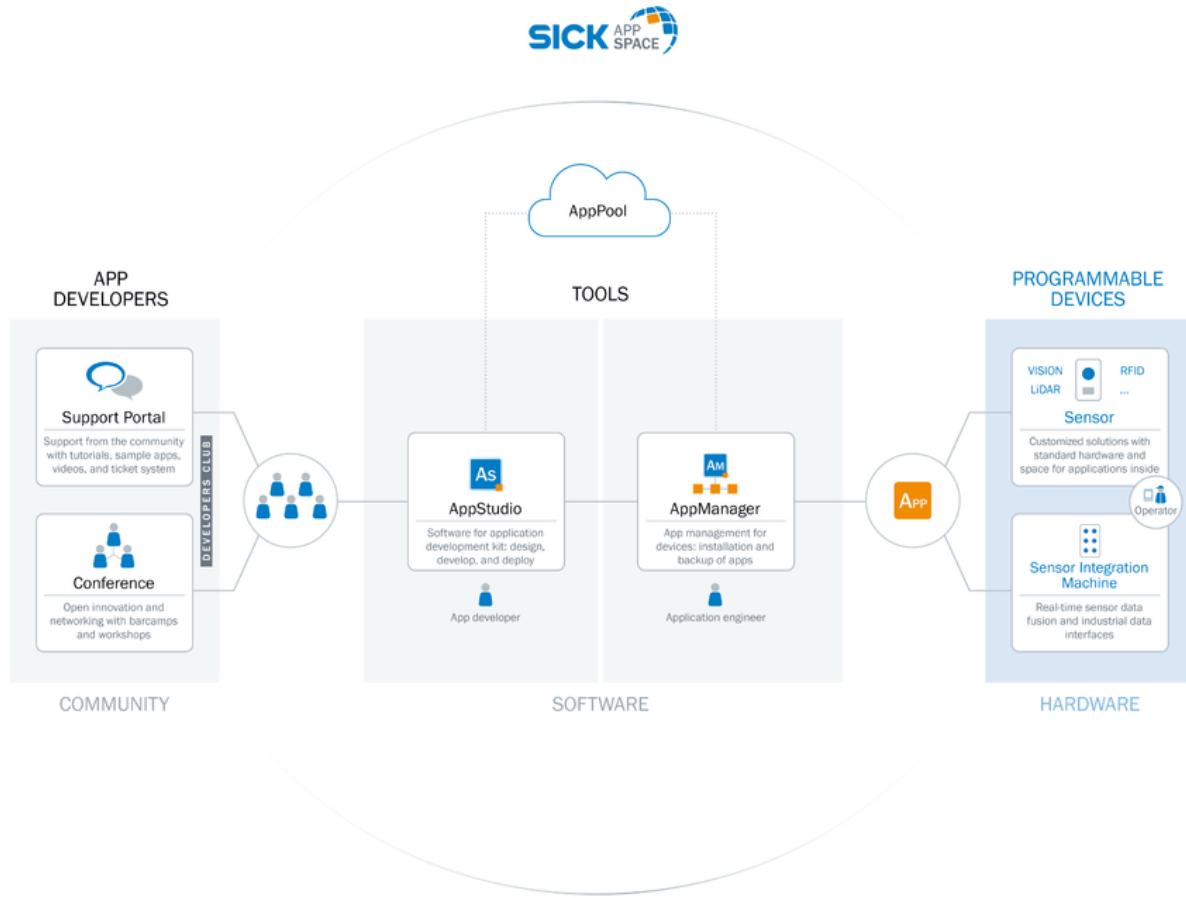 SICK APP
SPACE
AppPool
APP
DEVELOPERS
TOOLS
PROGRAMMABLE
DEVICES
Support Portal
Support from the community
with tutorials, sample apps,
videos, and ticket system
Conference
Open innovation and
networking with barcamps
and workshops
DEVELOPERS CLUB
As
AppStudio
Software for application
development kit: design,
develop, and deploy
App developer
AM
AppManager
App management for
devices: installation and
backup of apps
Application engineer
APP
VISION
RFID
LiDAR
...
Sensor
Customized solutions with
standard hardware and
space for applications inside
Operator
Sensor Integration
Machine
Real-time sensor data
fusion and industrial data
interfaces
COMMUNITY
SOFTWARE
HARDWARE